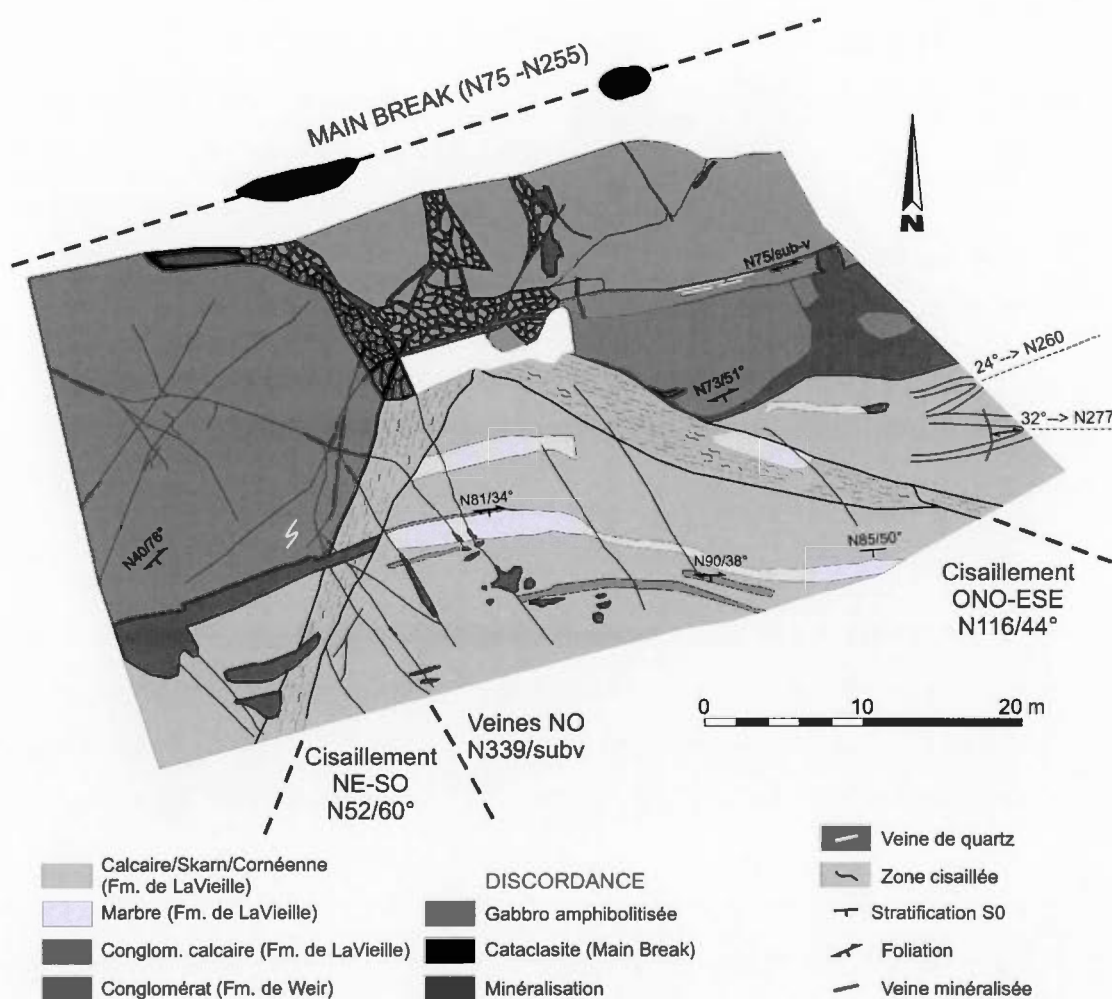 MAIN BREAK (N75 -N255)
N
N75/sub-v
24°--> N260
N73/51°
32°--> N277
N81/34°
N40/76°
N85/50°
N90/38°
Cisaillement
ONO-ESE
N116/44°
0 10 20 m
Veines NO
N339/subv
Cisaillement
NE-SO
N52/60°
Calcaire/Skarn/Cornéenne
(Fm. de LaVieille)
Marbre (Fm. de LaVieille)
Conglom. calcaire (Fm. de LaVieille)
Conglomérat (Fm. de Weir)
DISCORDANCE
Gabbro amphibolitisée
Cataclasite (Main Break)
Minéralisation
Veine de quartz
Zone cisaillée
Stratification S0
Foliation
Veine minéralisée